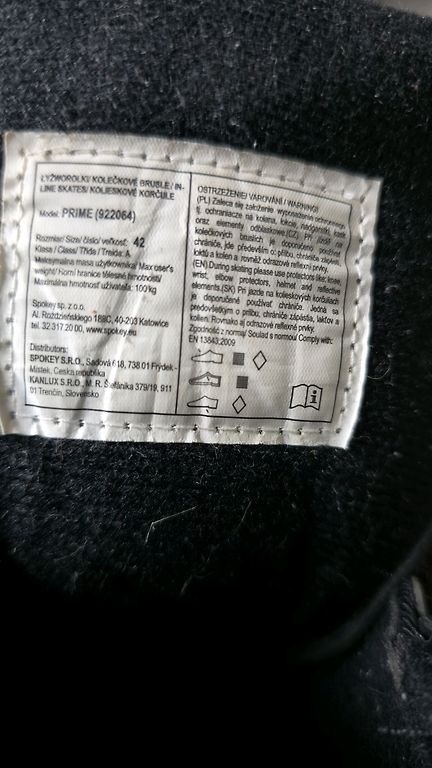 ŁYŻWOROLKI/ KOLEČKOVÉ BRUSLE/ IN-
LINE SKATES/ KOLIESKOVÉ KORČULE
Model: PRIME (922064)
Rozmiar/ Size/ číslo/ veľkosť: 42
Klasa / Class/ Třída / Trieda: A
Maksymalna masa użytkownika/ Max user's
weight/ Horní hranice tělesné hmotnosti/
Maximálna hmotnosť užívateľa: 100 kg
Spokey sp. z o.o.
Al. Roździeńskiego 188C, 40-203 Katowice
tel. 32 317 20 00, www.spokey.eu
Distributors:
SPOKEY S.R.O., Sadová 618, 738 01 Frýdek-
Místek, Česka republika
KANLUX S.R.O., M. R. Štefánika 379/19, 911
01 Trenčín, Slovensko
OSTRZEŻENIE/ VAROVÁNÍ / WARNING/
(PL) Zaleca się założenie wyposażenia ochronnego
tj. ochraniacze na kolana, łokcie, nadgarstki, kask
oraz elementy odblaskowe.(CZ) Při jízdě na
kolečkových bruslích je doporučeno používat
chrániče, jde především o: přilbu, chrániče zápěstí,
loktů a kolen a rovněž odrazové reflexní prvky.
(EN) During skating please use protectors like: knee,
wrist, elbow protectors, helmet and reflective
elements.(SK) Pri jazde na kolieskových korčuliach
je doporučené používať chrániče. Jedná sa
predovšetkým o: prilbu, chrániče zápästia, lakťov a
kolien. Rovnako aj odrazové reflexné prvky.
Zgodność z normą/ Soulad s normou/ Comply with:
EN 13843:2009